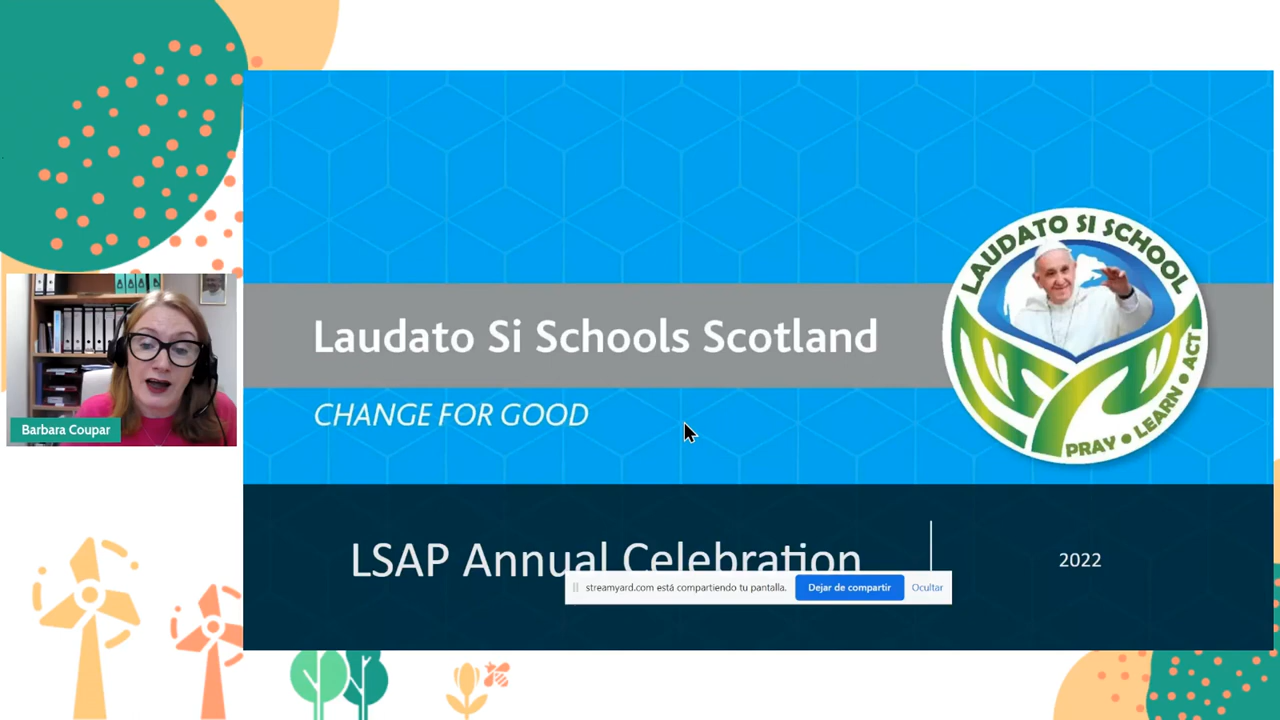 LAUDATO SI SCHOOL
Laudato Si Schools Scotland
PRAY • LEARN • ACT
CHANGE FOR GOOD
Barbara Coupar
LSAP Annual Celebration
2022
streamyard.com está compartiendo tu pantalla.
Dejar de compartir
Ocultar